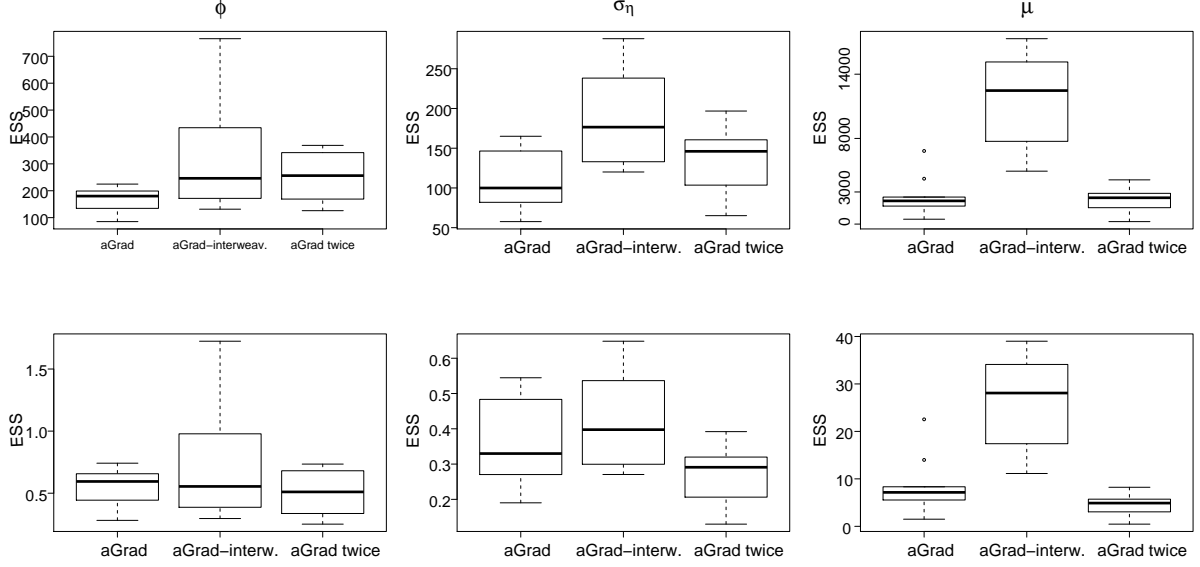 ϕ
ση
μ
ESS
700
600
500
400
300
200
100
aGrad
aGrad−interweav.
aGrad twice
ESS
250
200
150
100
50
aGrad
aGrad−interw.
aGrad twice
ESS
14000
8000
3000
0
aGrad
aGrad−interw.
aGrad twice
ESS
1.5
1.0
0.5
aGrad
aGrad−interw.
aGrad twice
ESS
0.6
0.5
0.4
0.3
0.2
aGrad
aGrad−interw.
aGrad twice
ESS
40
30
20
10
0
aGrad
aGrad−interw.
aGrad twice